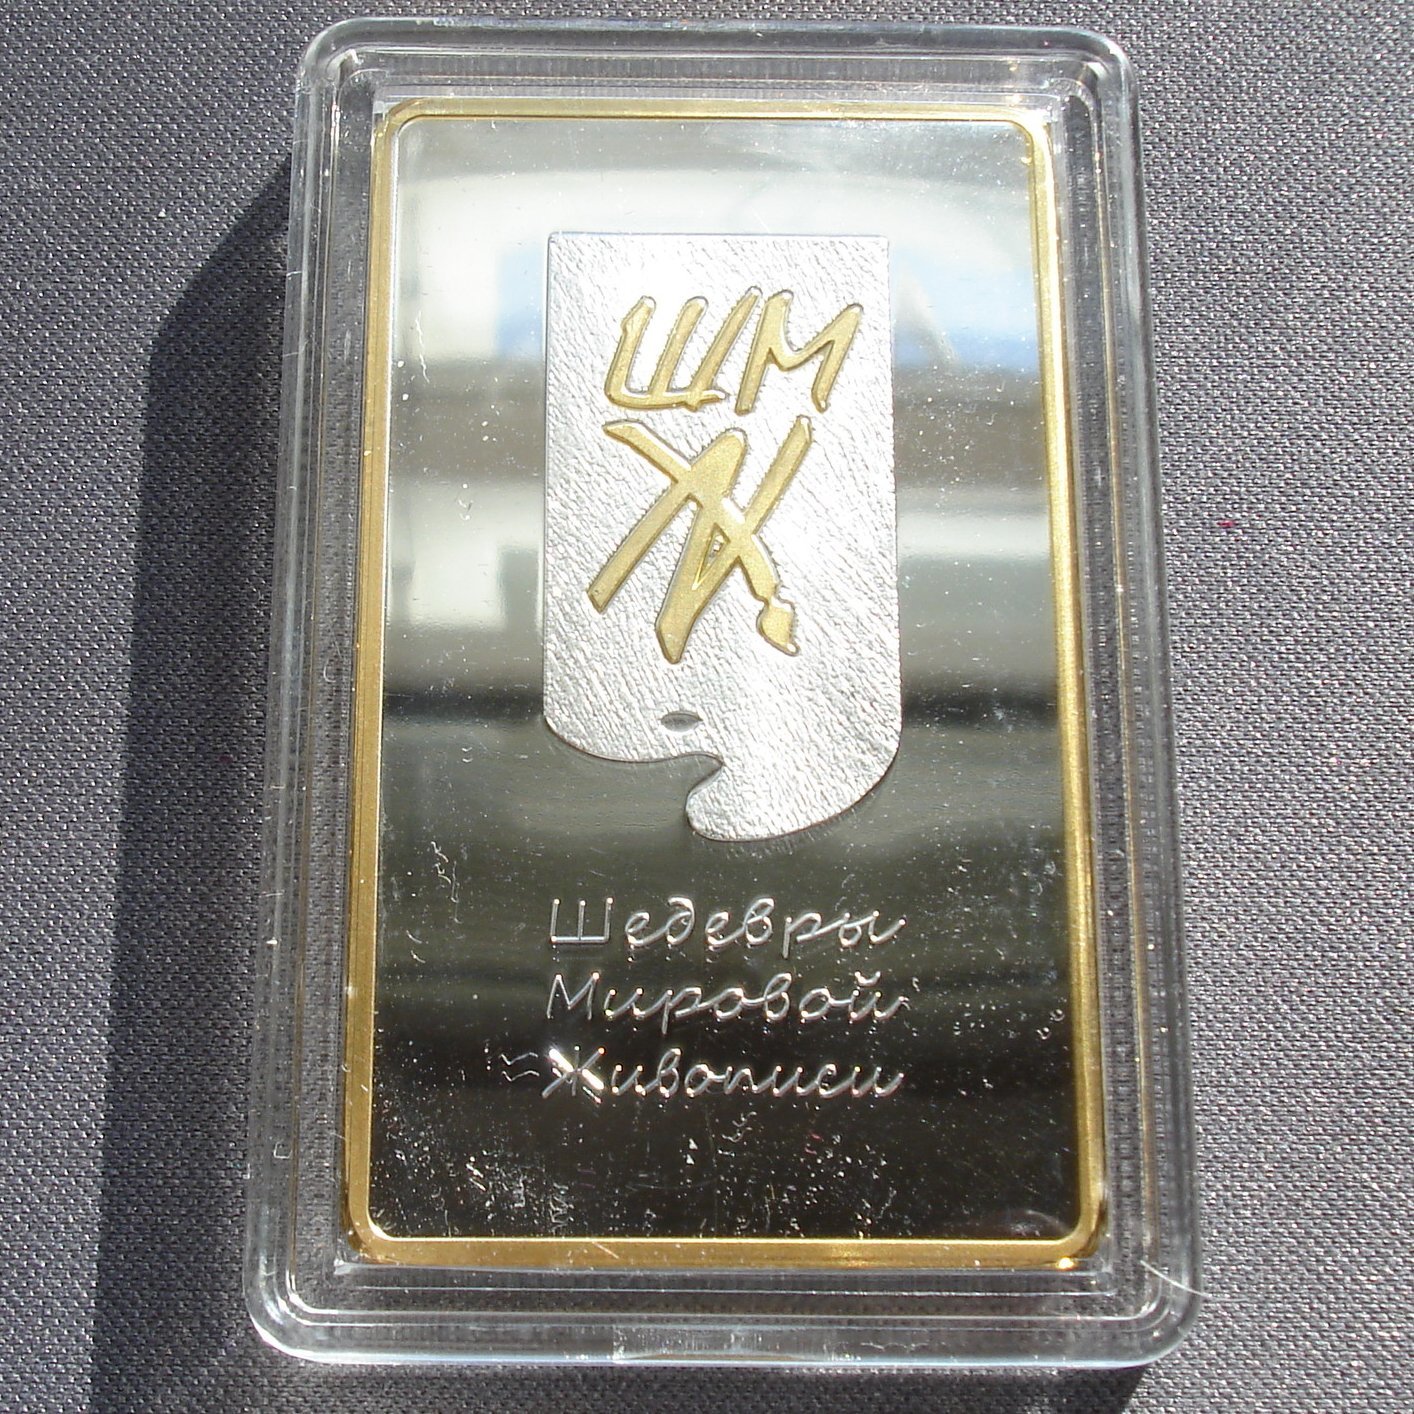 ШМ
Ж
Шедевры
Мировой
Живописи